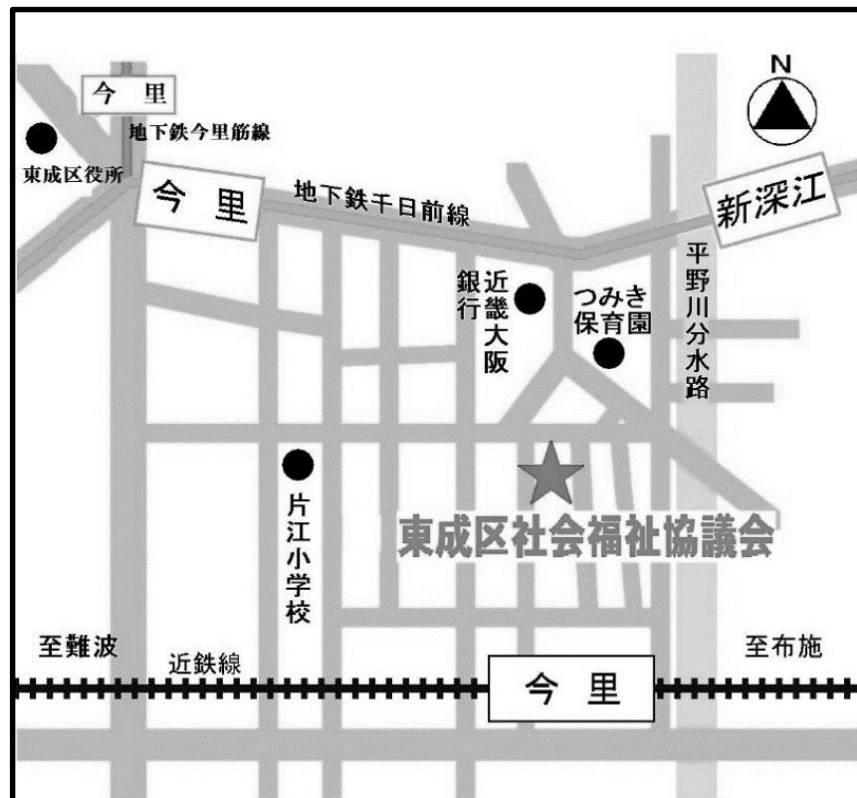 N
今里
地下鉄今里筋線
東成区役所
今里
地下鉄千日前線
新深江
近畿大阪
銀行
つみき
保育園
平野川分水路
片江小学校
東成区社会福祉協議会
至難波
近鉄線
今里
至布施